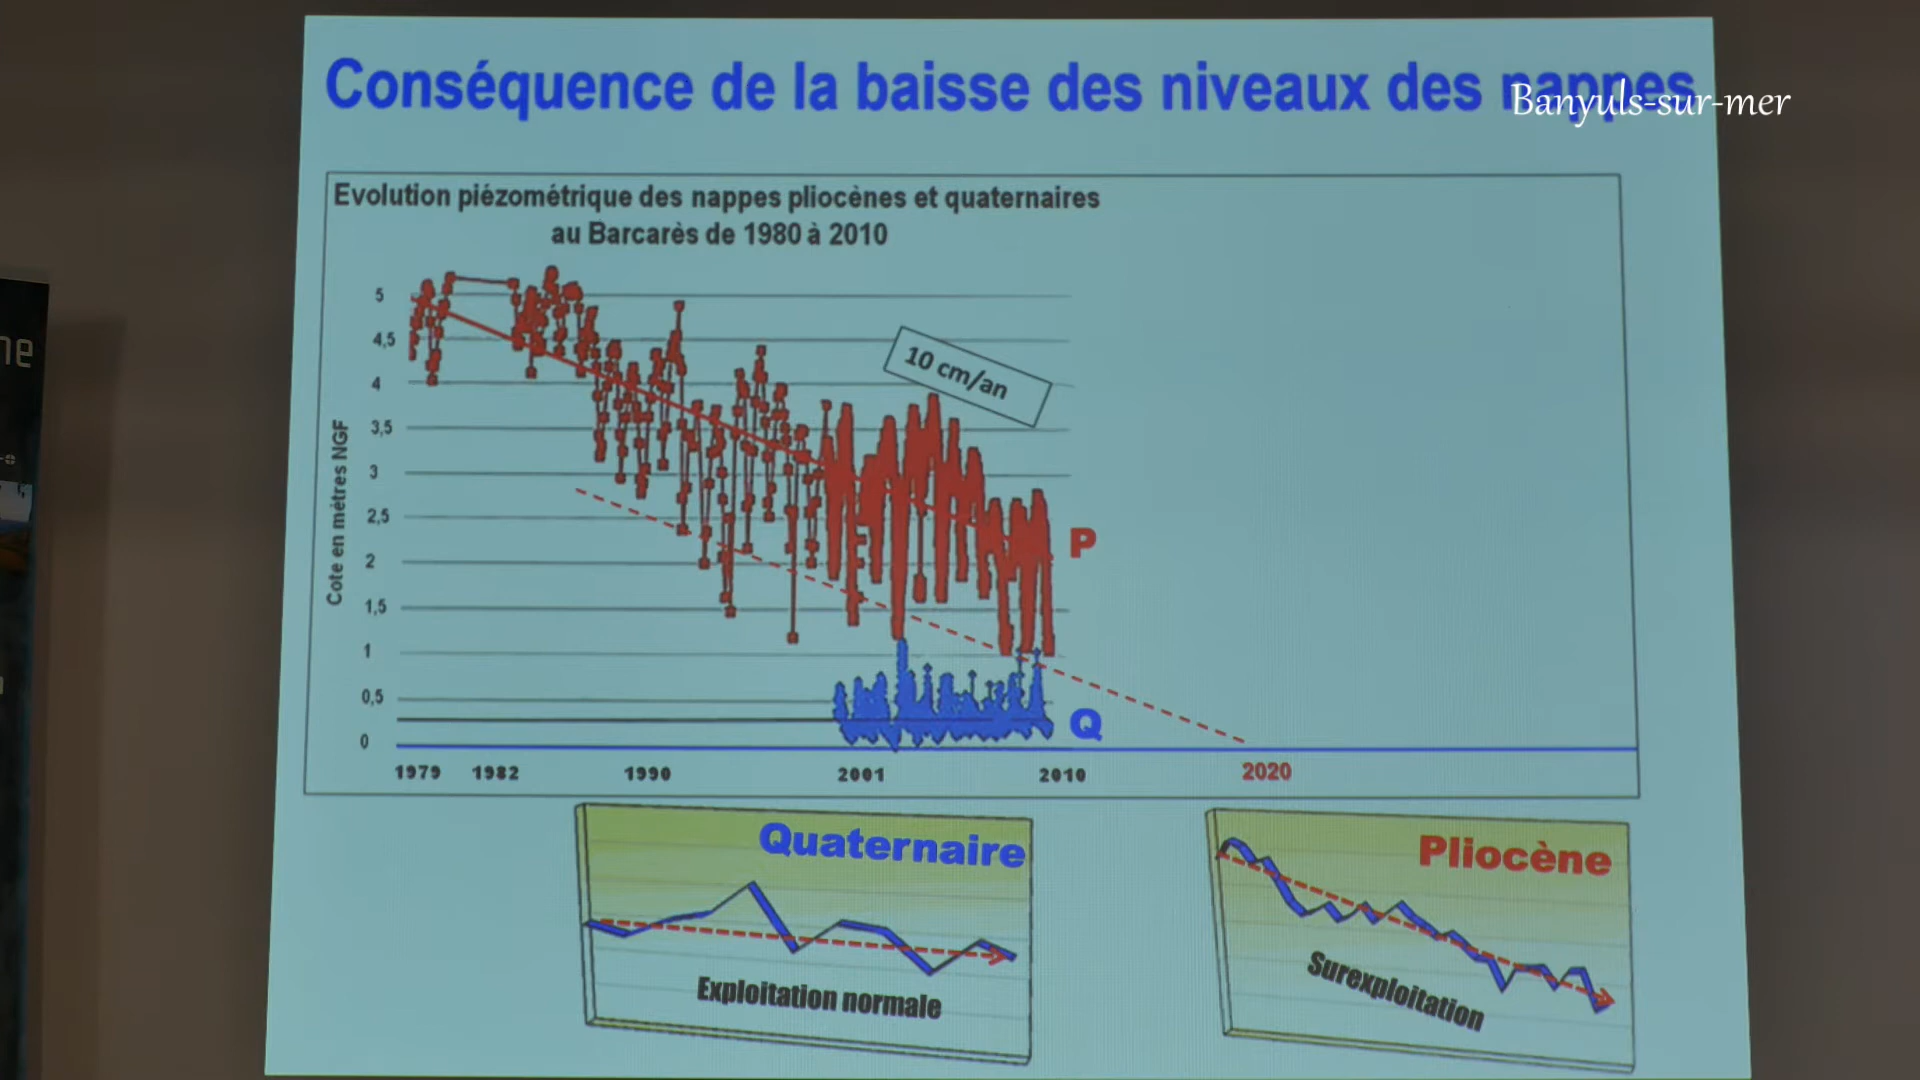 Conséquence de la baisse des niveaux des nappes
Banyuls-sur-mer
Evolution piézométrique des nappes pliocènes et quaternaires
au Barcarès de 1980 à 2010
Cote en mètres NGF
5
4,5
4
3,5
3
2,5
2
1,5
1
0,5
0
10 cm/an
P
Q
1979 1982 1990 2001 2010 2020
Quaternaire
Exploitation normale
Pliocène
Surexploitation